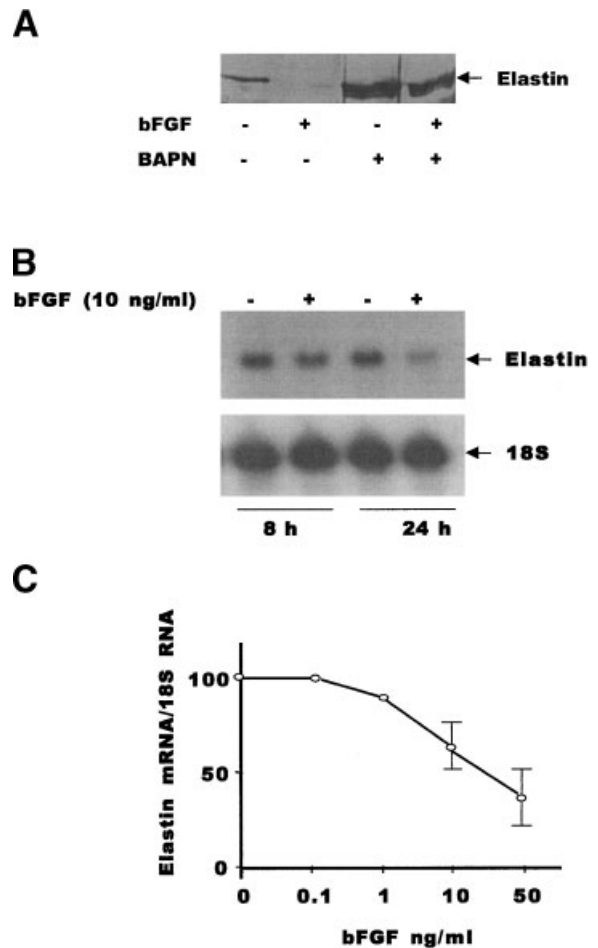 A
Elastin
bFGF - + - +
BAPN - - + +
B
bFGF (10 ng/ml) - + - +
Elastin
18S
8 h 24 h
C
Elastin mRNA/18S RNA
100
50
0
0 0.1 1 10 50
bFGF ng/ml